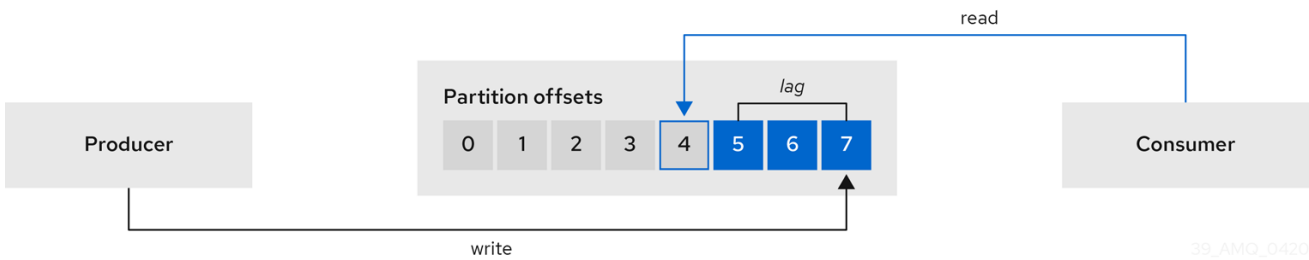 read
lag
Partition offsets
0 1 2 3 4 5 6 7
Producer
Consumer
write
39_AMQ_0420